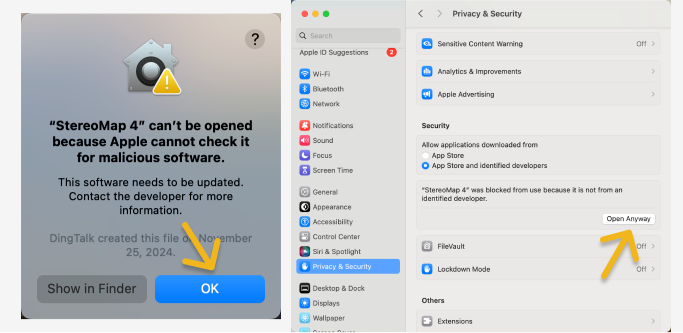 ?
“StereoMap 4” can’t be opened
because Apple cannot check it
for malicious software.
This software needs to be updated.
Contact the developer for more
information.
DingTalk created this file on November
25, 2024.
Show in Finder
OK
Search
Apple ID Suggestions
2
Wi-Fi
Bluetooth
Network
Notifications
Sound
Focus
Screen Time
General
Appearance
Accessibility
Control Center
Siri & Spotlight
Privacy & Security
Desktop & Dock
Displays
Wallpaper
Privacy & Security
Sensitive Content Warning
Off
Analytics & Improvements
Apple Advertising
Security
Allow applications downloaded from
App Store
App Store and identified developers
“StereoMap 4” was blocked from use because it is not from an
identified developer.
Open Anyway
FileVault
Off
Lockdown Mode
Off
Others
Extensions